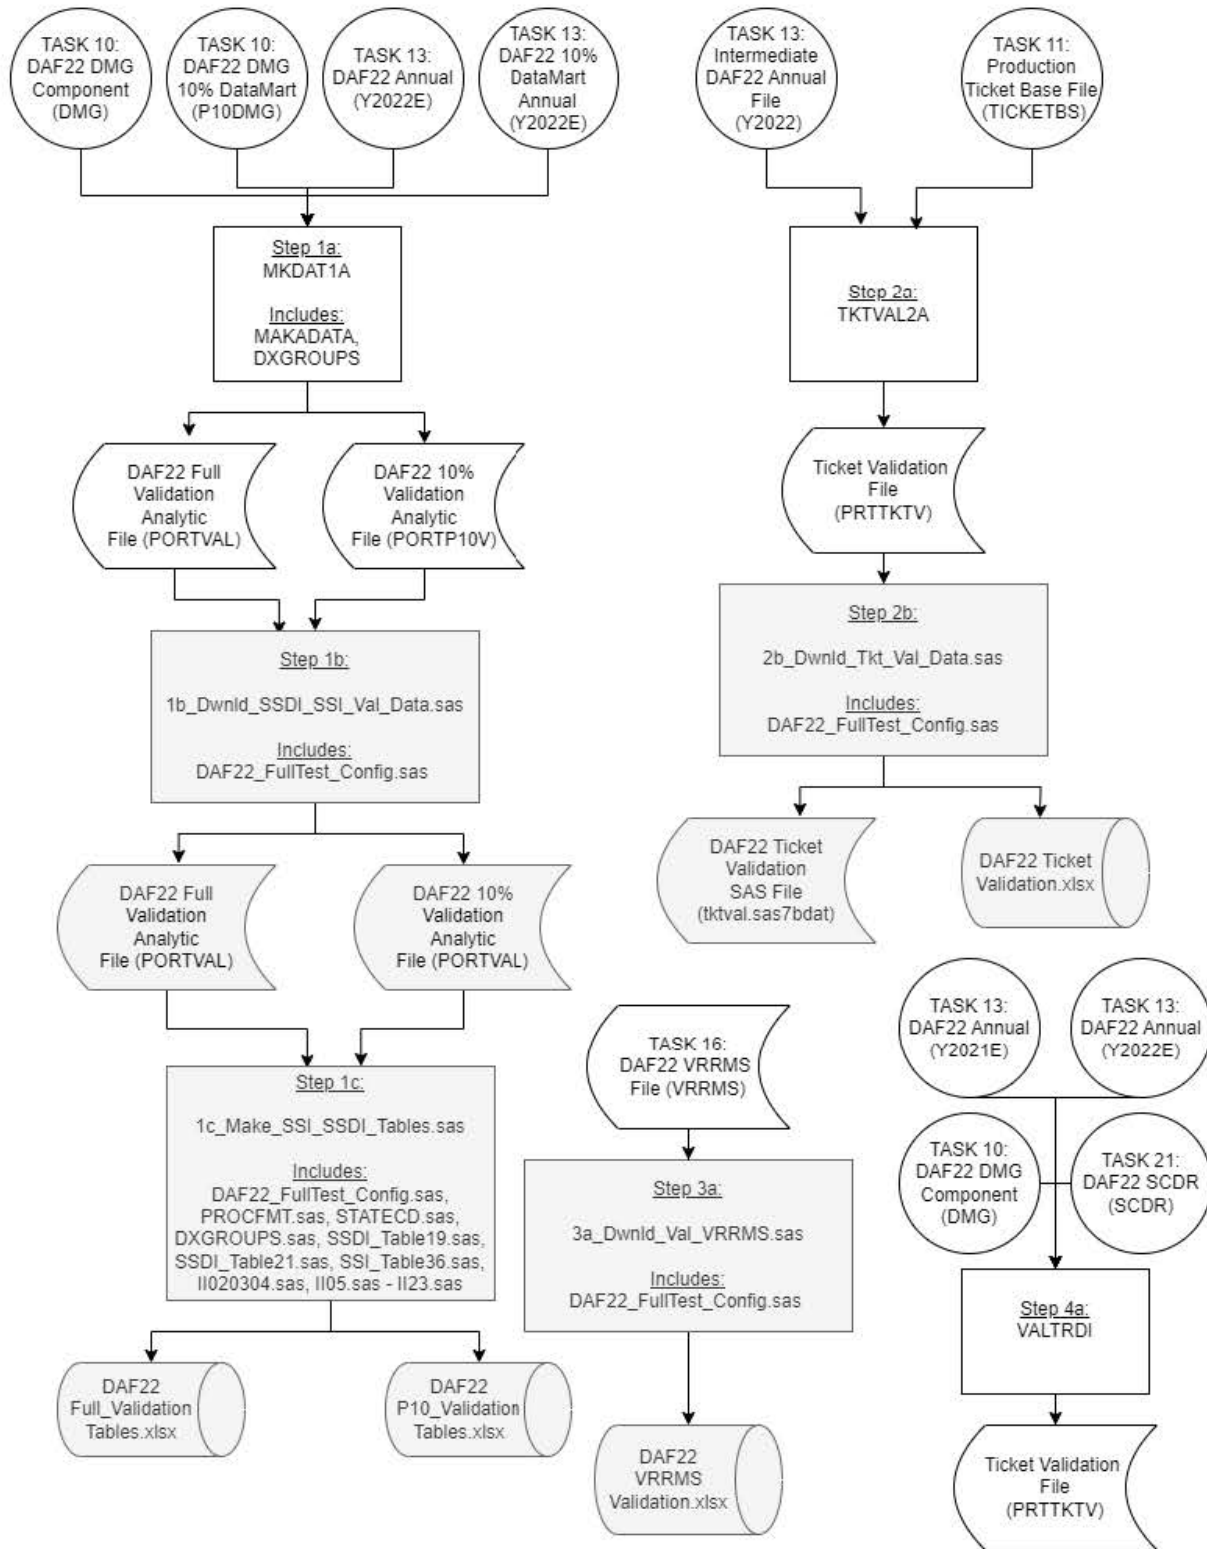 TASK 10:
DAF22 DMG
Component
(DMG)
TASK 10:
DAF22 DMG
10% DataMart
(P10DMG)
TASK 13:
DAF22 Annual
(Y2022E)
TASK 13:
DAF22 10%
DataMart
Annual
(Y2022E)
TASK 13:
Intermediate
DAF22 Annual
File
(Y2022)
TASK 11:
Production
Ticket Base File
(TICKETBS)
Step 1a:
MKDAT1A
Includes:
MAKADATA,
DXGROUPS
Step 2a:
TKTVAL2A
DAF22 Full
Validation
Analytic
File (PORTVAL)
DAF22 10%
Validation
Analytic
File (PORTP10V)
Ticket Validation
File
(PRTTKTV)
Step 1b:
1b_Dwnld_SSDI_SSI_Val_Data.sas
Includes:
DAF22_FullTest_Config.sas
Step 2b:
2b_Dwnld_Tkt_Val_Data.sas
Includes:
DAF22_FullTest_Config.sas
DAF22 Full
Validation
Analytic
File (PORTVAL)
DAF22 10%
Validation
Analytic
File (PORTVAL)
DAF22 Ticket
Validation
SAS File
(tktval.sas7bdat)
DAF22 Ticket
Validation.xlsx
Step 1c:
1c_Make_SSI_SSDI_Tables.sas
Includes:
DAF22_FullTest_Config.sas,
PROCFMT.sas, STATECD.sas,
DXGROUPS.sas, SSDI_Table19.sas,
SSDI_Table21.sas, SSI_Table36.sas,
II020304.sas, II05.sas - II23.sas
TASK 16:
DAF22 VRRMS
File (VRRMS)
Step 3a:
3a_Dwnld_Val_VRRMS.sas
Includes:
DAF22_FullTest_Config.sas
TASK 13:
DAF22 Annual
(Y2021E)
TASK 13:
DAF22 Annual
(Y2022E)
TASK 10:
DAF22 DMG
Component
(DMG)
TASK 21:
DAF22 SCDR
(SCDR)
Step 4a:
VALTRDI
DAF22
Full_Validation
Tables.xlsx
DAF22
P10_Validation
Tables.xlsx
DAF22
VRRMS
Validation.xlsx
Ticket Validation
File
(PRTTKTV)